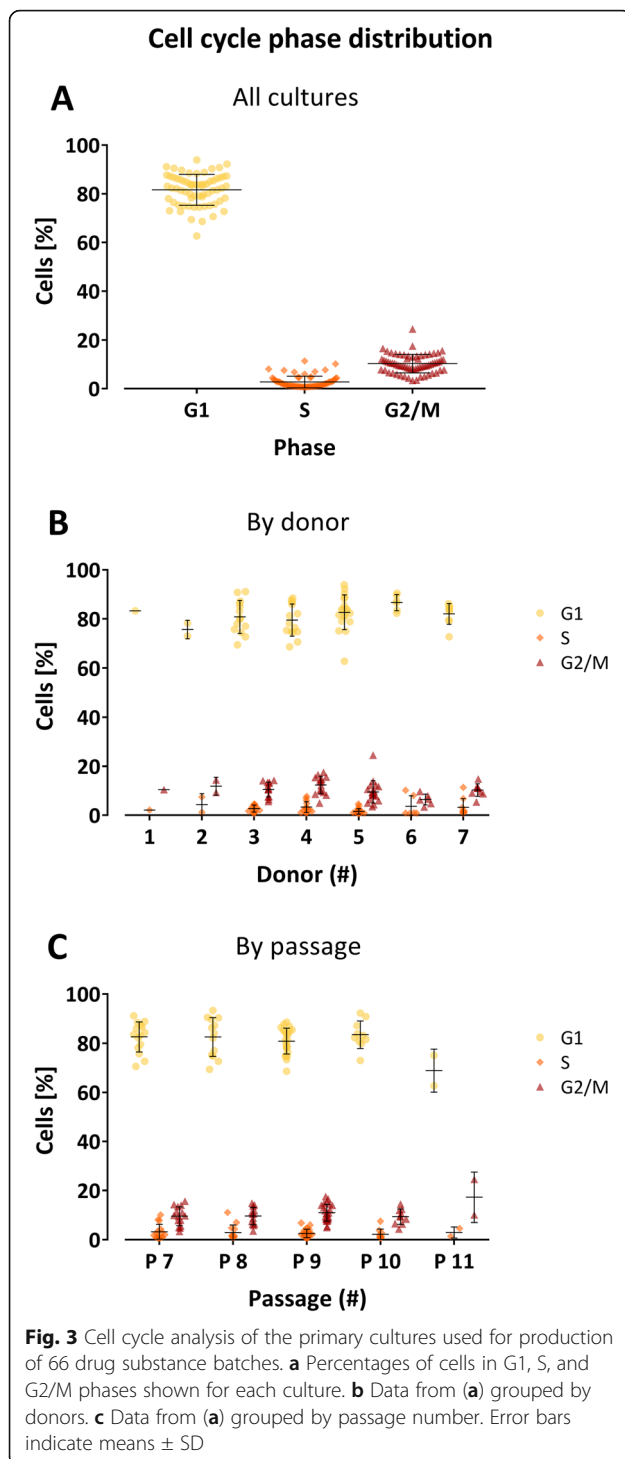 Cell cycle phase distribution
A
All cultures
100
80
60
40
20
0
Cells [%]
G1 S G2/M
Phase
B
By donor
100
80
60
40
20
0
Cells [%]
G1
S
G2/M
1 2 3 4 5 6 7
Donor (#)
C
By passage
100
80
60
40
20
0
Cells [%]
G1
S
G2/M
P 7 P 8 P 9 P 10 P 11
Passage (#)
Fig. 3 Cell cycle analysis of the primary cultures used for production
of 66 drug substance batches. a Percentages of cells in G1, S, and
G2/M phases shown for each culture. b Data from (a) grouped by
donors. c Data from (a) grouped by passage number. Error bars
indicate means ± SD